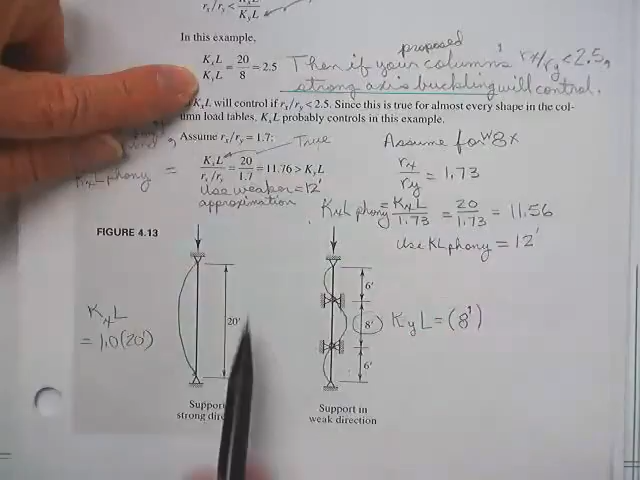 rx/ry < KxL
KyL
In this example,
KxL/KyL = 20/8 = 2.5
Then if your proposed columns' rx/ry < 2.5,
strong axis buckling will control.
KxL will control if rx/ry < 2.5. Since this is true for almost every shape in the col-
umn load tables, KxL probably controls in this example.
Assume rx/ry = 1.7:
True
KxL phony = KxL/(rx/ry) = 20/1.7 = 11.76 > KyL
Use weaker = 12'
approximation
Assume for W8x
rx/ry = 1.73
KxL phony = KxL/1.73 = 20/1.73 = 11.56
Use KL phony = 12'
FIGURE 4.13
KxL
= 1.0(20')
20'
6'
8'
6'
KyL = (8')
Support in
weak direction
strong